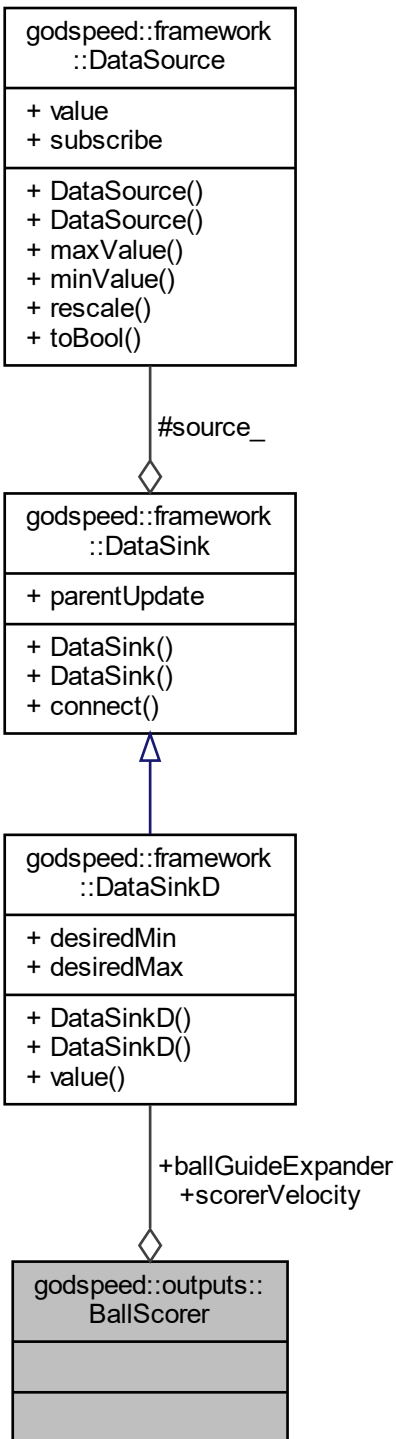 godspeed::framework
::DataSource
+ value
+ subscribe
+ DataSource()
+ DataSource()
+ maxValue()
+ minValue()
+ rescale()
+ toBool()
#source_
godspeed::framework
::DataSink
+ parentUpdate
+ DataSink()
+ DataSink()
+ connect()
godspeed::framework
::DataSinkD
+ desiredMin
+ desiredMax
+ DataSinkD()
+ DataSinkD()
+ value()
+ballGuideExpander
+scorerVelocity
godspeed::outputs::
BallScorer